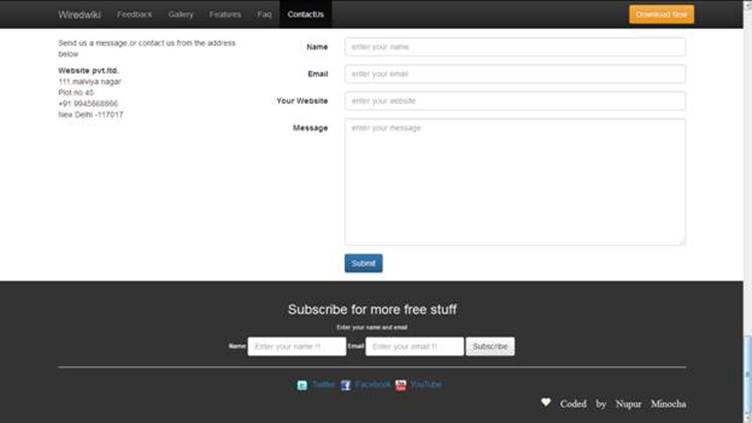 Wiredwiki Feedback Gallery Features Faq ContactUs Download Now
Send us a message,or contact us from the address
below
Website pvt.ltd.
111 malviya nagar
Plot no 45
+91 9945868866
New Delhi -117017
Name enter your name
Email enter your email
Your Website enter your website
Message enter your message
Submit
Subscribe for more free stuff
Enter your name and email
Name Enter your name !! Email Enter your email !! Subscribe
Twitter Facebook YouTube
Coded by Nupur Minocha